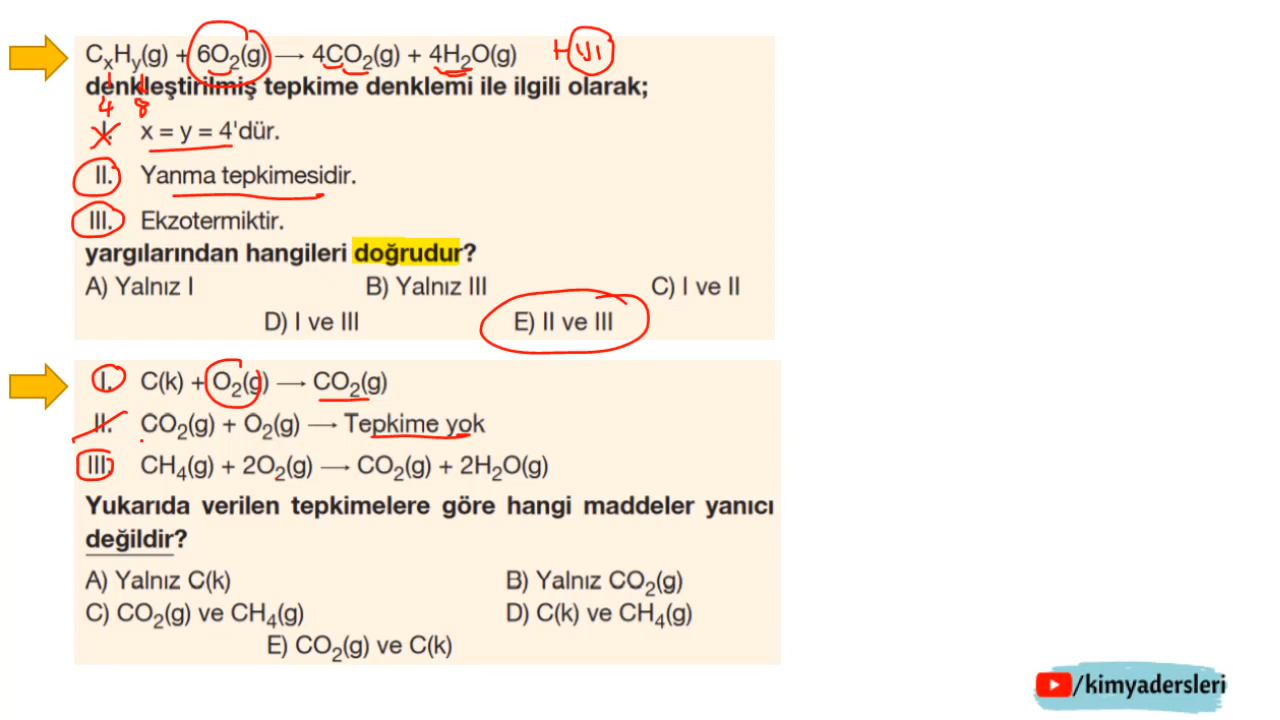 CₓHᵧ(g) + 6O₂(g) → 4CO₂(g) + 4H₂O(g) + ısı
denkleştirilmiş tepkime denklemi ile ilgili olarak;
4 8
I. x = y = 4'dür.
II. Yanma tepkimesidir.
III. Ekzotermiktir.
yargılarından hangileri doğrudur?
A) Yalnız I B) Yalnız III C) I ve II
D) I ve III E) II ve III
I. C(k) + O₂(g) → CO₂(g)
II. CO₂(g) + O₂(g) → Tepkime yok
III. CH₄(g) + 2O₂(g) → CO₂(g) + 2H₂O(g)
Yukarıda verilen tepkimelere göre hangi maddeler yanıcı
değildir?
A) Yalnız C(k) B) Yalnız CO₂(g)
C) CO₂(g) ve CH₄(g) D) C(k) ve CH₄(g)
E) CO₂(g) ve C(k)
/kimyadersleri